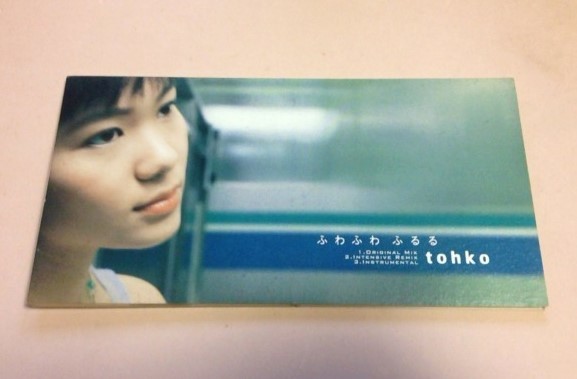 ふわふわ ふるる
1.Original Mix
2.Intensive Remix
3.Instrumental
tohko